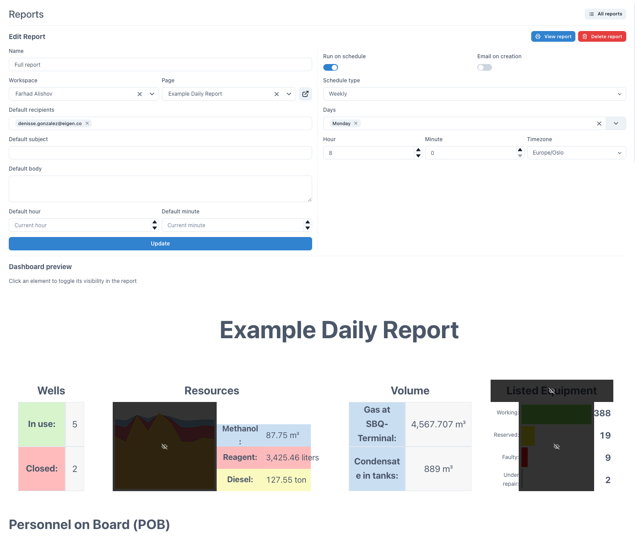 Reports
All reports
Edit Report
View report
Delete report
Name
Full report
Run on schedule
Email on creation
Workspace
Page
Schedule type
Farhad Alishov
Example Daily Report
Weekly
Default recipients
Days
denisse.gonzalez@eigen.co
Monday
Default subject
Hour
Minute
Timezone
8
0
Europe/Oslo
Default body
Default hour
Default minute
Current hour
Current minute
Update
Dashboard preview
Click an element to toggle its visibility in the report
Example Daily Report
Wells
Resources
Volume
Listed Equipment
In use:
5
Closed:
2
Methanol
:
87.75 m³
Reagent:
3,425.46 liters
Diesel:
127.55 ton
Gas at
SBQ-
Terminal:
4,567.707 m³
Condensat
e in tanks:
889 m³
Working:
388
Reserved:
19
Faulty:
9
Under
repair:
2
Personnel on Board (POB)